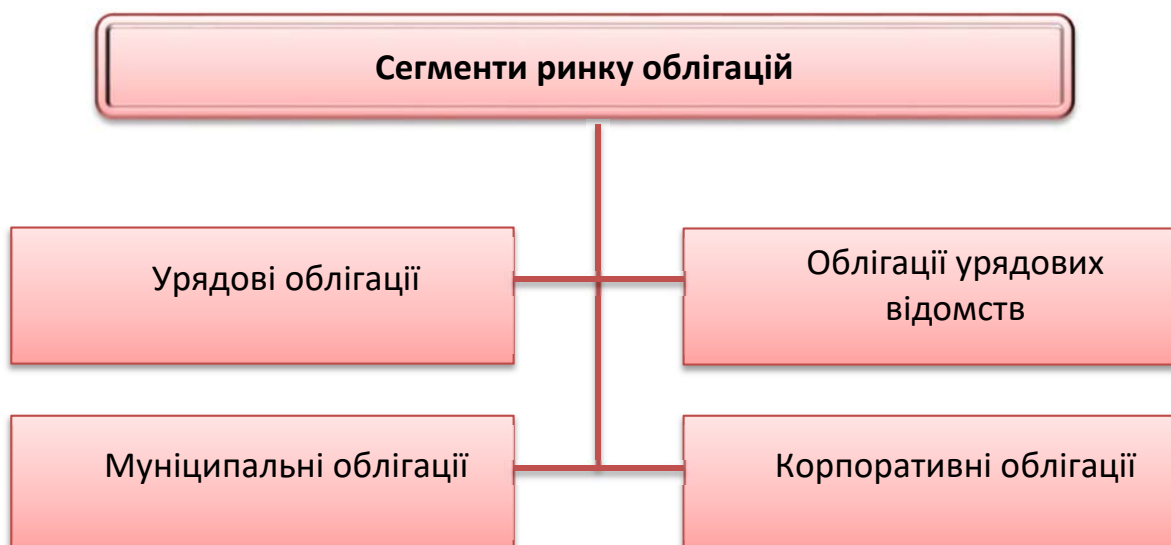 Сегменти ринку облігацій
Урядові облігації
Облігації урядових
відомств
Муніципальні облігації
Корпоративні облігації